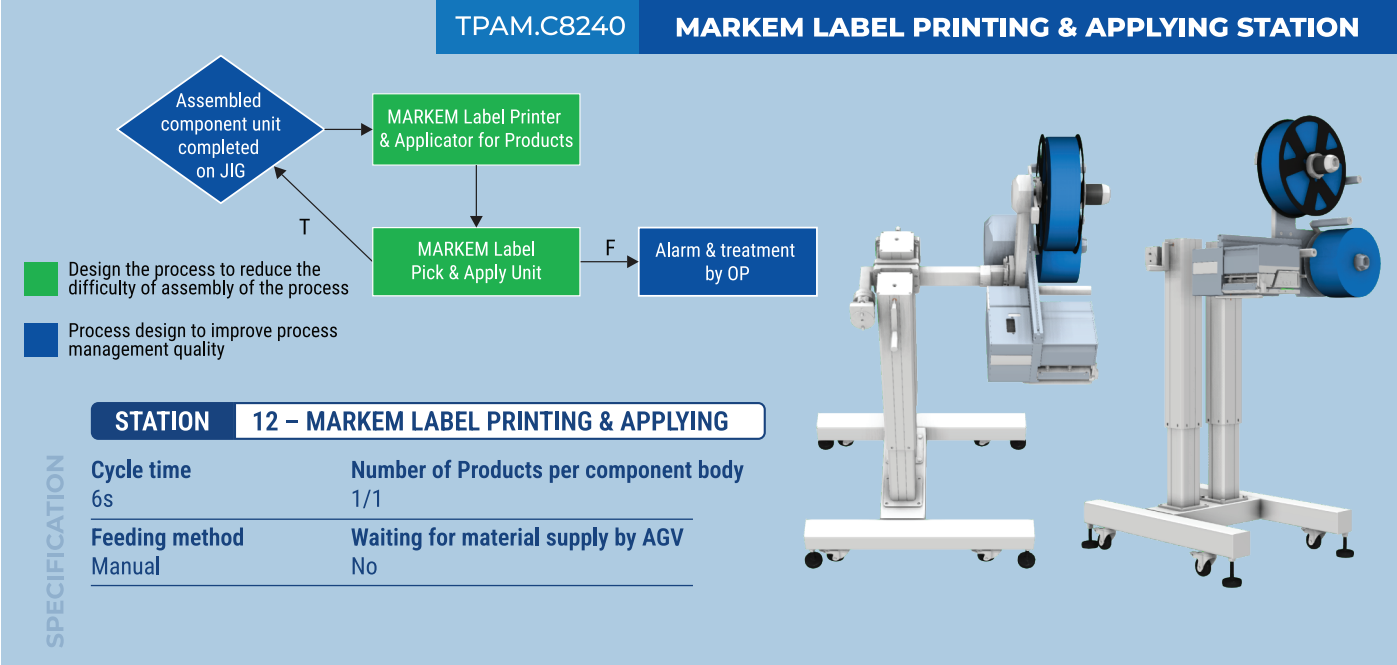 TPAM.C8240
MARKEM LABEL PRINTING & APPLYING STATION
Assembled
component unit
completed
on JIG
MARKEM Label Printer
& Applicator for Products
T
MARKEM Label
Pick & Apply Unit
F
Alarm & treatment
by OP
Design the process to reduce the
difficulty of assembly of the process
Process design to improve process
management quality
STATION
12 – MARKEM LABEL PRINTING & APPLYING
SPECIFICATION
Cycle time
6s
Number of Products per component body
1/1
Feeding method
Manual
Waiting for material supply by AGV
No